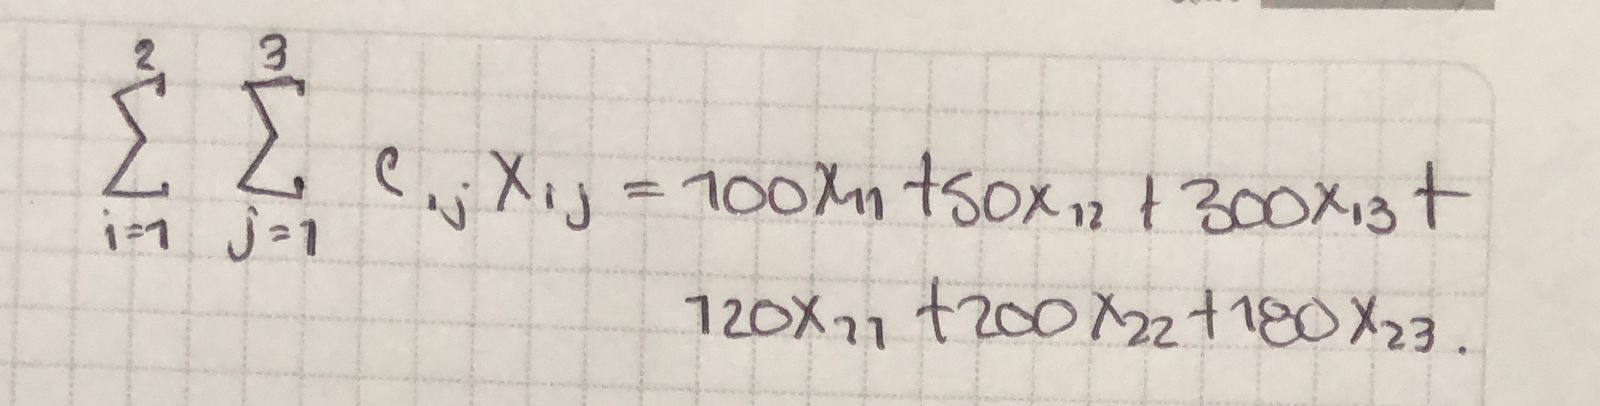 ∑_{i=1}^{2} ∑_{j=1}^{3} c_{ij} x_{ij} = 100x_{11} + 50x_{12} + 300x_{13} +
120x_{21} + 200x_{22} + 180x_{23}.